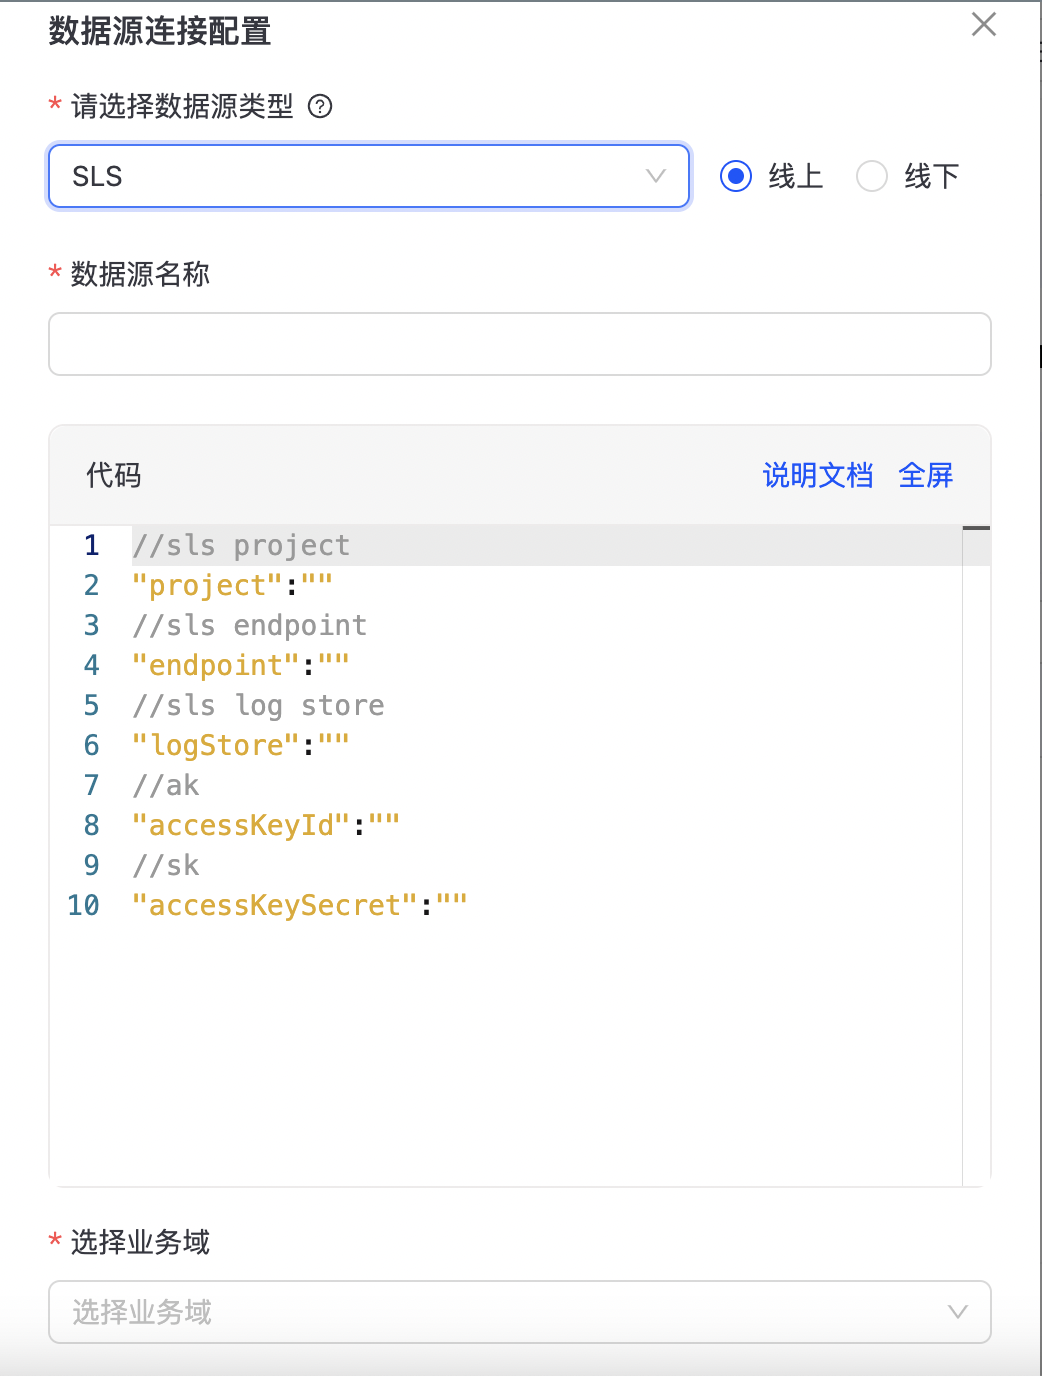 数据源连接配置
* 请选择数据源类型
SLS 线上 线下
* 数据源名称
代码 说明文档 全屏
1 //sls project
2 "project":""
3 //sls endpoint
4 "endpoint":""
5 //sls log store
6 "logStore":""
7 //ak
8 "accessKeyId":""
9 //sk
10 "accessKeySecret":""
* 选择业务域
选择业务域